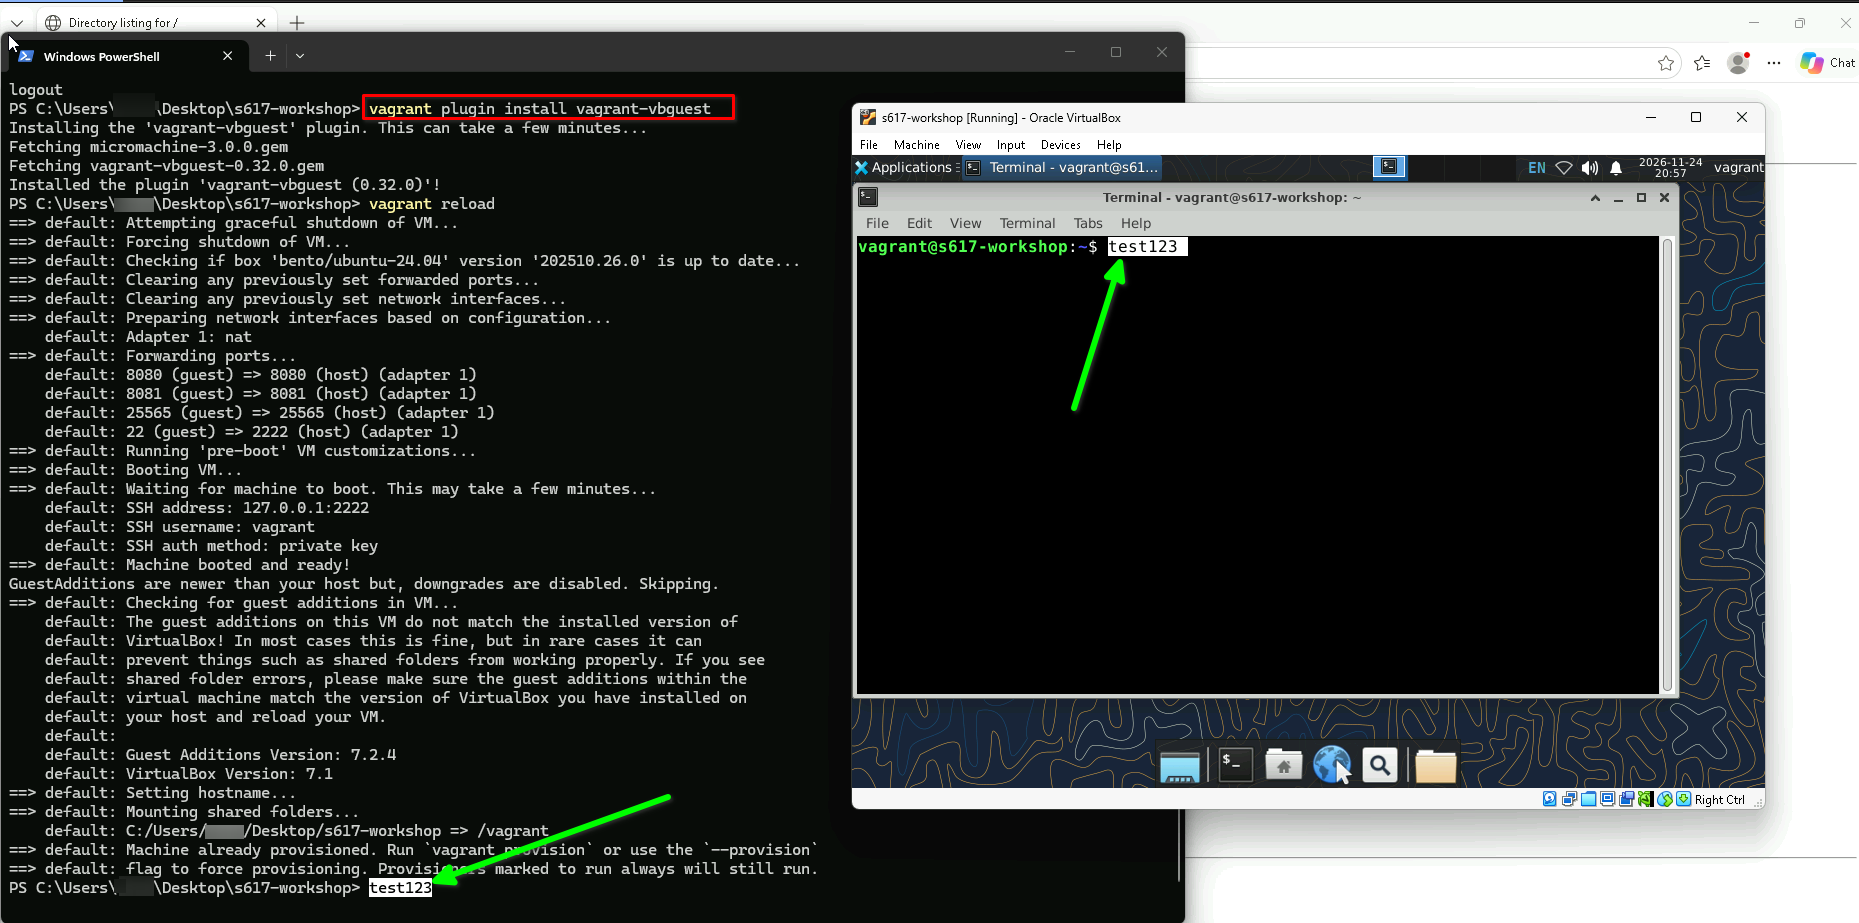 Directory listing for /
Windows PowerShell
Chat
logout
PS C:\Users\ \Desktop\s617-workshop> vagrant plugin install vagrant-vbguest
Installing the 'vagrant-vbguest' plugin. This can take a few minutes...
Fetching micromachine-3.0.0.gem
Fetching vagrant-vbguest-0.32.0.gem
Installed the plugin 'vagrant-vbguest (0.32.0)'!
PS C:\Users\ \Desktop\s617-workshop> vagrant reload
==> default: Attempting graceful shutdown of VM...
==> default: Forcing shutdown of VM...
==> default: Checking if box 'bento/ubuntu-24.04' version '202510.26.0' is up to date...
==> default: Clearing any previously set forwarded ports...
==> default: Clearing any previously set network interfaces...
==> default: Preparing network interfaces based on configuration...
default: Adapter 1: nat
==> default: Forwarding ports...
default: 8080 (guest) => 8080 (host) (adapter 1)
default: 8081 (guest) => 8081 (host) (adapter 1)
default: 25565 (guest) => 25565 (host) (adapter 1)
default: 22 (guest) => 2222 (host) (adapter 1)
==> default: Running 'pre-boot' VM customizations...
==> default: Booting VM...
==> default: Waiting for machine to boot. This may take a few minutes...
default: SSH address: 127.0.0.1:2222
default: SSH username: vagrant
default: SSH auth method: private key
==> default: Machine booted and ready!
GuestAdditions are newer than your host but, downgrades are disabled. Skipping.
==> default: Checking for guest additions in VM...
default: The guest additions on this VM do not match the installed version of
default: VirtualBox! In most cases this is fine, but in rare cases it can
default: prevent things such as shared folders from working properly. If you see
default: shared folder errors, please make sure the guest additions within the
default: virtual machine match the version of VirtualBox you have installed on
default: your host and reload your VM.
default:
default: Guest Additions Version: 7.2.4
default: VirtualBox Version: 7.1
==> default: Setting hostname...
==> default: Mounting shared folders...
default: C:/Users/ /Desktop/s617-workshop => /vagrant
==> default: Machine already provisioned. Run `vagrant provision` or use the `--provision`
==> default: flag to force provisioning. Provisioners marked to run always will still run.
PS C:\Users\ \Desktop\s617-workshop> test123
s617-workshop [Running] - Oracle VirtualBox
File Machine View Input Devices Help
Applications Terminal - vagrant@s61... EN 2026-11-24 20:57 vagrant
Terminal - vagrant@s617-workshop: ~
File Edit View Terminal Tabs Help
vagrant@s617-workshop:~$ test123
Right Ctrl